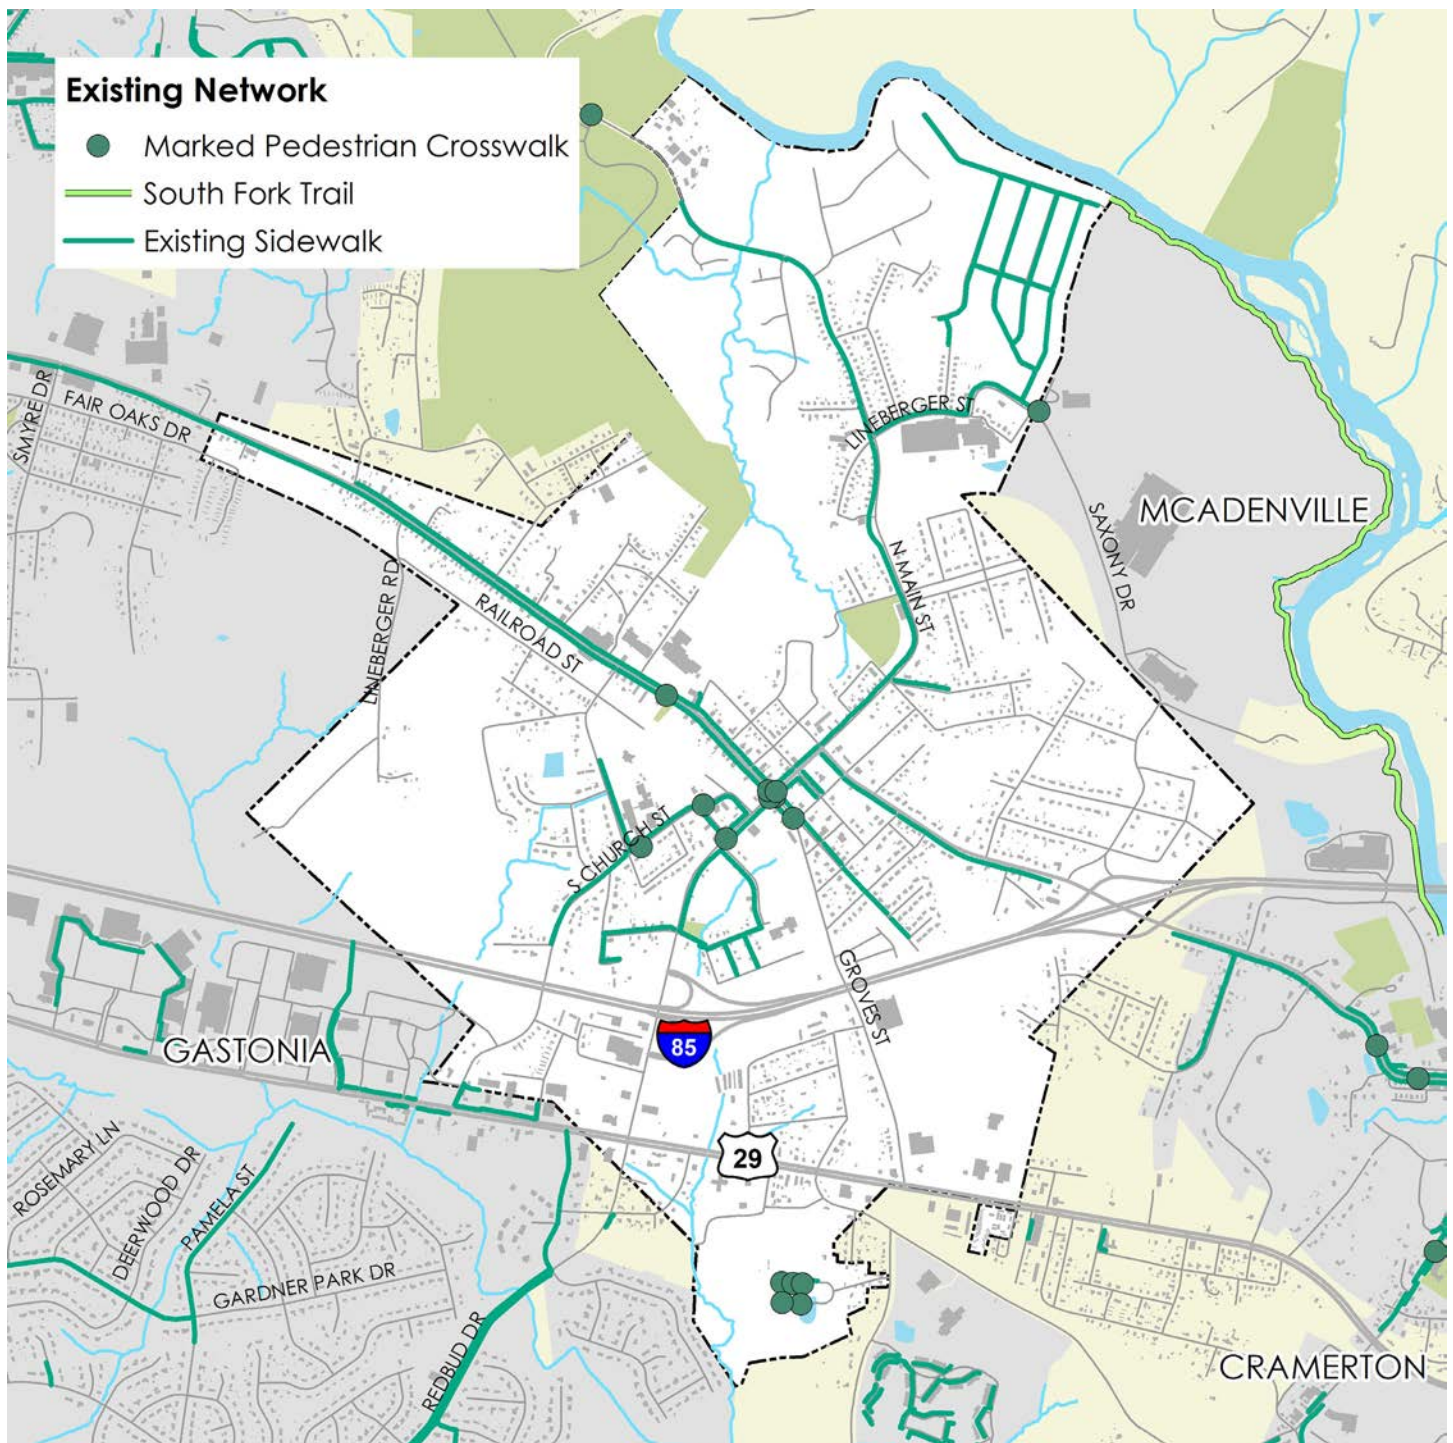 Existing Network
Marked Pedestrian Crosswalk
South Fork Trail
Existing Sidewalk
SMYRE DR
FAIR OAKS DR
LINEBERGER ST
MCADENVILLE
SAXONY DR
N MAIN ST
LINEBERGER RD
RAILROAD ST
S CHURCH ST
GROVES ST
GASTONIA
85
29
ROSEMARY LN
DEERWOOD DR
PAMELA ST
GARDNER PARK DR
REDBUD DR
CRAMERTON